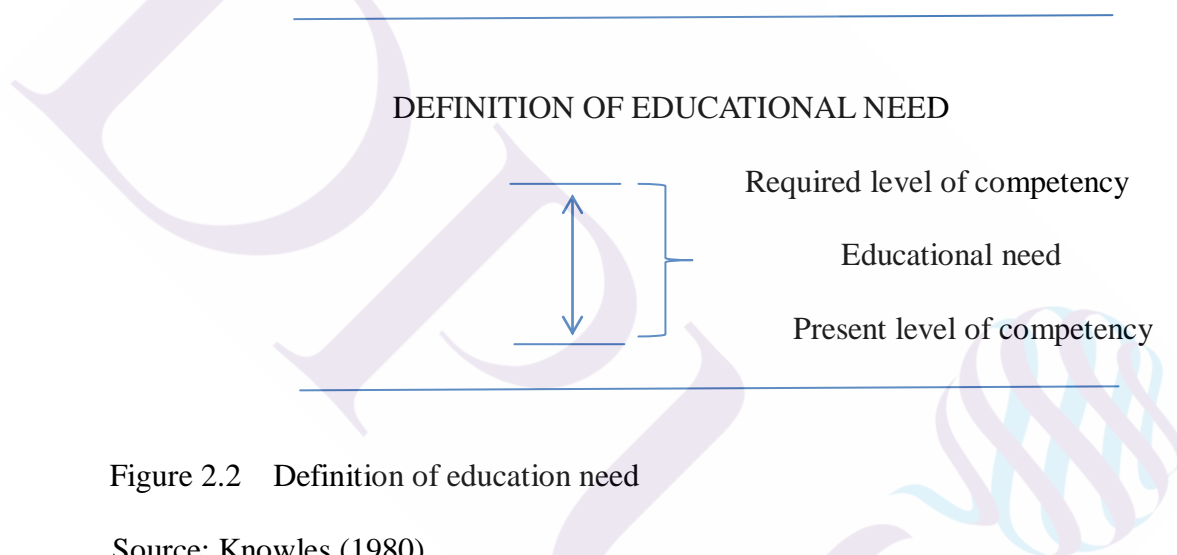 DEFINITION OF EDUCATIONAL NEED
Required level of competency
Educational need
Present level of competency
Figure 2.2 Definition of education need
Source: Knowles (1980)